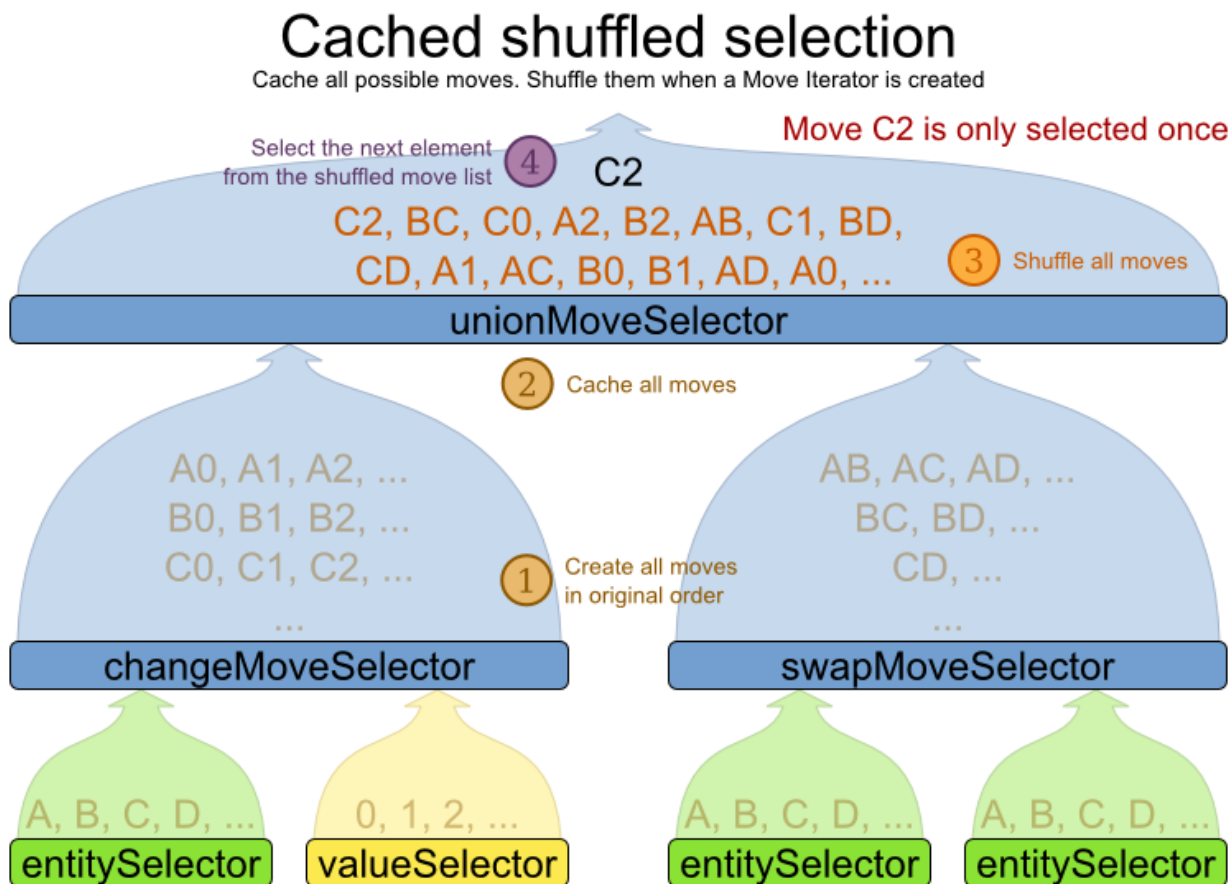 Cached shuffled selection
Cache all possible moves. Shuffle them when a Move Iterator is created
Move C2 is only selected once
Select the next element
from the shuffled move list
4
C2
C2, BC, C0, A2, B2, AB, C1, BD,
CD, A1, AC, B0, B1, AD, A0, ...
3
Shuffle all moves
unionMoveSelector
2
Cache all moves
A0, A1, A2, ...
B0, B1, B2, ...
C0, C1, C2, ...
...
1
Create all moves
in original order
AB, AC, AD, ...
BC, BD, ...
CD, ...
...
changeMoveSelector
swapMoveSelector
A, B, C, D, ...
0, 1, 2, ...
A, B, C, D, ...
A, B, C, D, ...
entitySelector
valueSelector
entitySelector
entitySelector